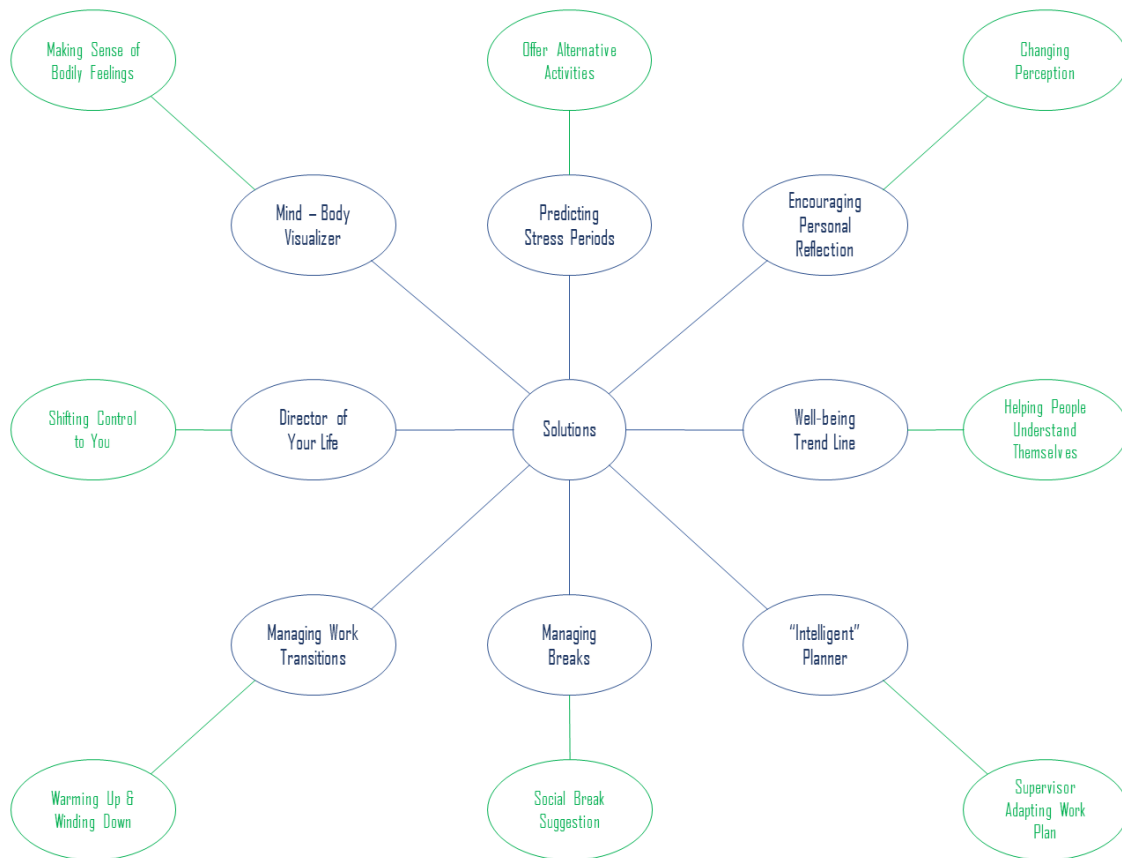 Making Sense of
Bodily Feelings
Offer Alternative
Activities
Changing
Perception
Mind – Body
Visualizer
Predicting
Stress Periods
Encouraging
Personal
Reflection
Shifting Control
to You
Director of
Your Life
Solutions
Well-being
Trend Line
Helping People
Understand
Themselves
Managing Work
Transitions
Managing
Breaks
“Intelligent”
Planner
Warming Up &
Winding Down
Social Break
Suggestion
Supervisor
Adapting Work
Plan